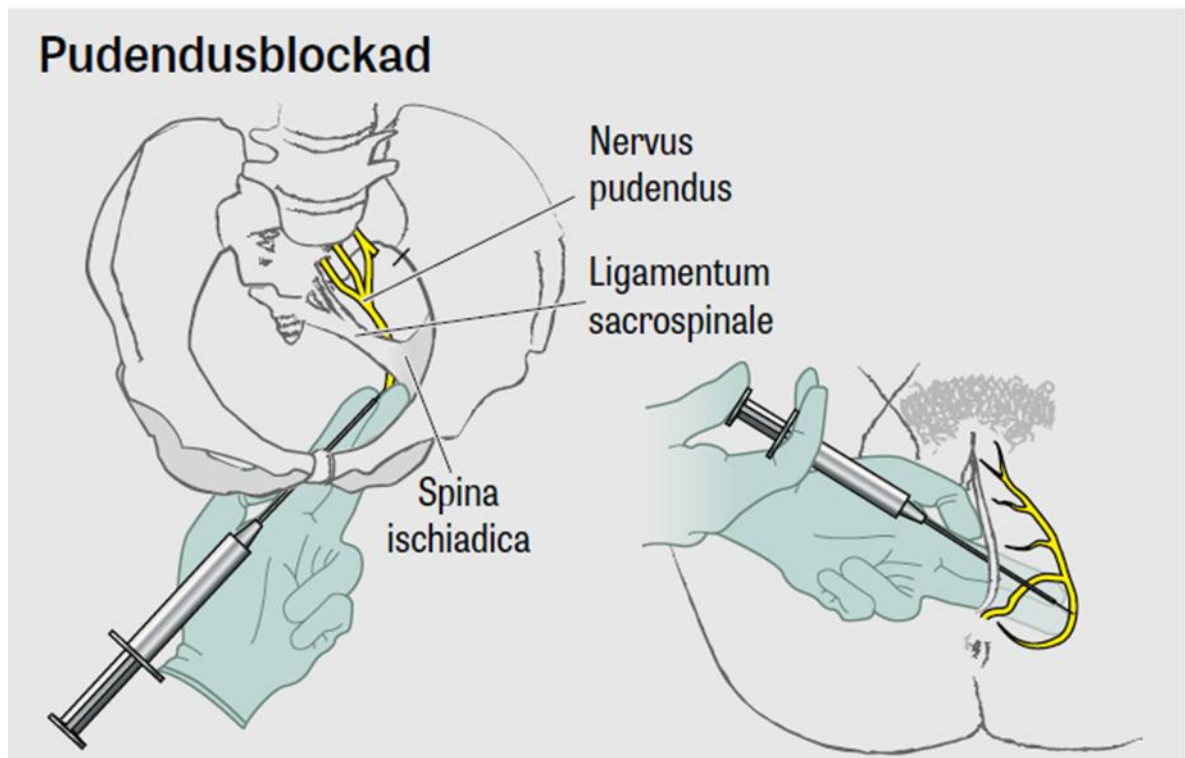 Pudendusblockad
Nervus
pudendus
Ligamentum
sacrospinale
Spina
ischiadica